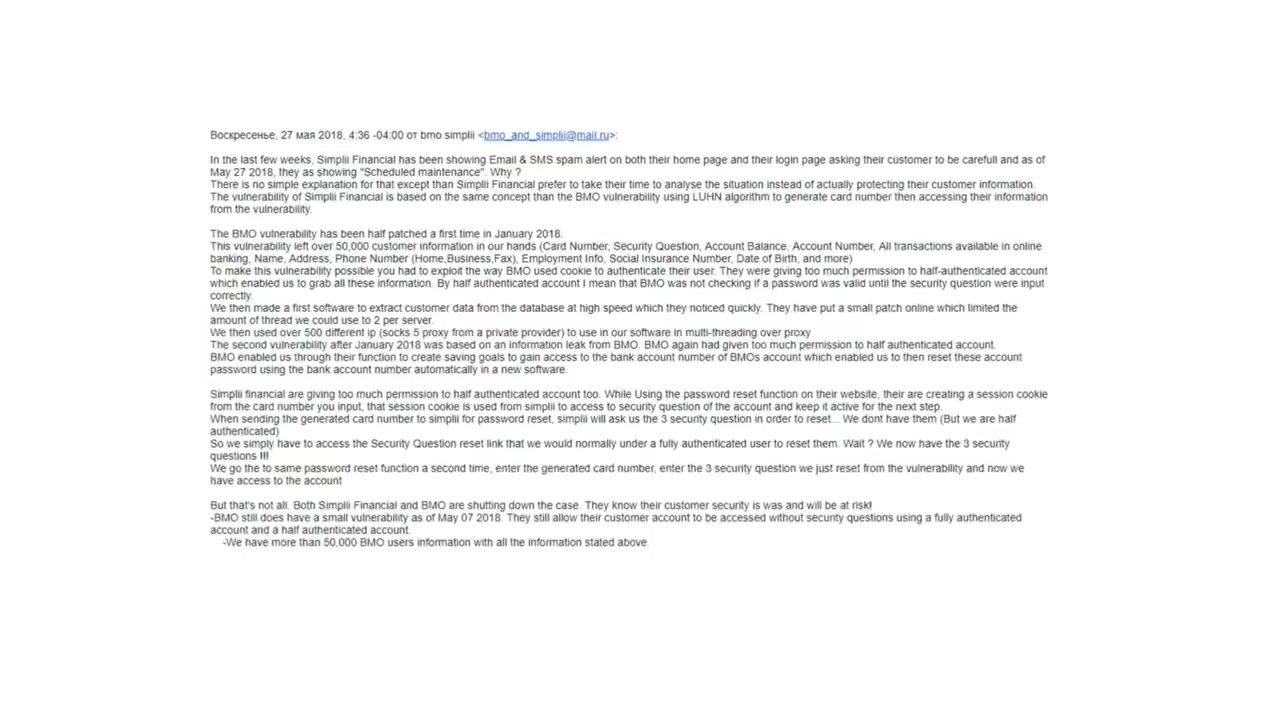 Воскресенье, 27 мая 2018, 4:36 -04:00 от bmo simplii <bmo_and_simplii@mail.ru>:
In the last few weeks, Simplii Financial has been showing Email & SMS spam alert on both their home page and their login page asking their customer to be carefull and as of
May 27 2018, they as showing "Scheduled maintenance". Why ?
There is no simple explanation for that except than Simplii Financial prefer to take their time to analyse the situation instead of actually protecting their customer information.
The vulnerability of Simplii Financial is based on the same concept than the BMO vulnerability using LUHN algorithm to generate card number then accessing their information
from the vulnerability.
The BMO vulnerability has been half patched a first time in January 2018.
This vulnerability left over 50,000 customer information in our hands (Card Number, Security Question, Account Balance, Account Number, All transactions available in online
banking, Name, Address, Phone Number (Home,Business,Fax), Employment Info, Social Insurance Number, Date of Birth, and more)
To make this vulnerability possible you had to exploit the way BMO used cookie to authenticate their user. They were giving too much permission to half-authenticated account
which enabled us to grab all these information. By half authenticated account I mean that BMO was not checking if a password was valid until the security question were input
correctly.
We then made a first software to extract customer data from the database at high speed which they noticed quickly. They have put a small patch online which limited the
amount of thread we could use to 2 per server.
We then used over 500 different ip (socks 5 proxy from a private provider) to use in our software in multi-threading over proxy
The second vulnerability after January 2018 was based on an information leak from BMO. BMO again had given too much permission to half authenticated account.
BMO enabled us through their function to create saving goals to gain access to the bank account number of BMOs account which enabled us to then reset these account
password using the bank account number automatically in a new software.
Simplii financial are giving too much permission to half authenticated account too. While Using the password reset function on their website, their are creating a session cookie
from the card number you input, that session cookie is used from simplii to access to security question of the account and keep it active for the next step.
When sending the generated card number to simplii for password reset, simplii will ask us the 3 security question in order to reset... We dont have them (But we are half
authenticated)
So we simply have to access the Security Question reset link that we would normally under a fully authenticated user to reset them. Wait ? We now have the 3 security
questions !!!
We go the to same password reset function a second time, enter the generated card number, enter the 3 security question we just reset from the vulnerability and now we
have access to the account
But that's not all. Both Simplii Financial and BMO are shutting down the case. They know their customer security is was and will be at risk!
-BMO still does have a small vulnerability as of May 07 2018. They still allow their customer account to be accessed without security questions using a fully authenticated
account and a half authenticated account.
-We have more than 50,000 BMO users information with all the information stated above.